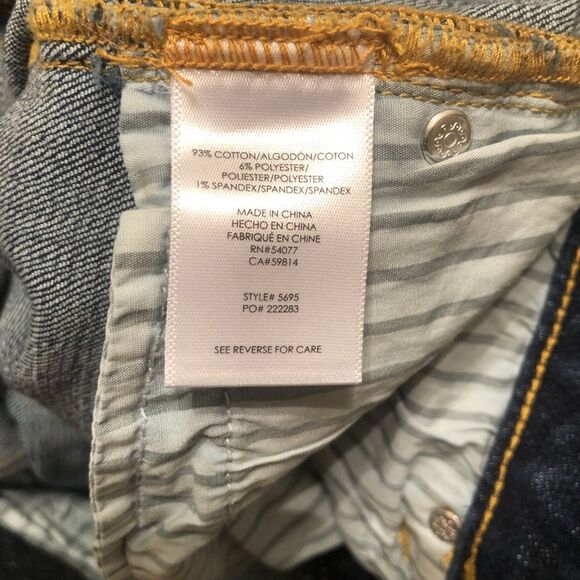 93% COTTON/ALGODÓN/COTON
6% POLYESTER/
POLIESTER/POLYESTER
1% SPANDEX/SPANDEX/SPANDEX
MADE IN CHINA
HECHO EN CHINA
FABRIQUÉ EN CHINE
RN#54077
CA#59814
STYLE# 5695
PO# 222283
SEE REVERSE FOR CARE